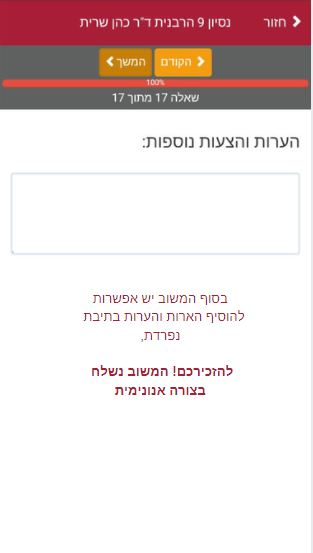 חזור
נסיון 9 הרבנית ד"ר כהן שרית
הקודם
המשך
100%
שאלה 17 מתוך 17
הערות והצעות נוספות:
בסוף המשוב יש אפשרות
להוסיף הארות והערות בתיבת
נפרדת,
להזכירכם! המשוב נשלח
בצורה אנונימית